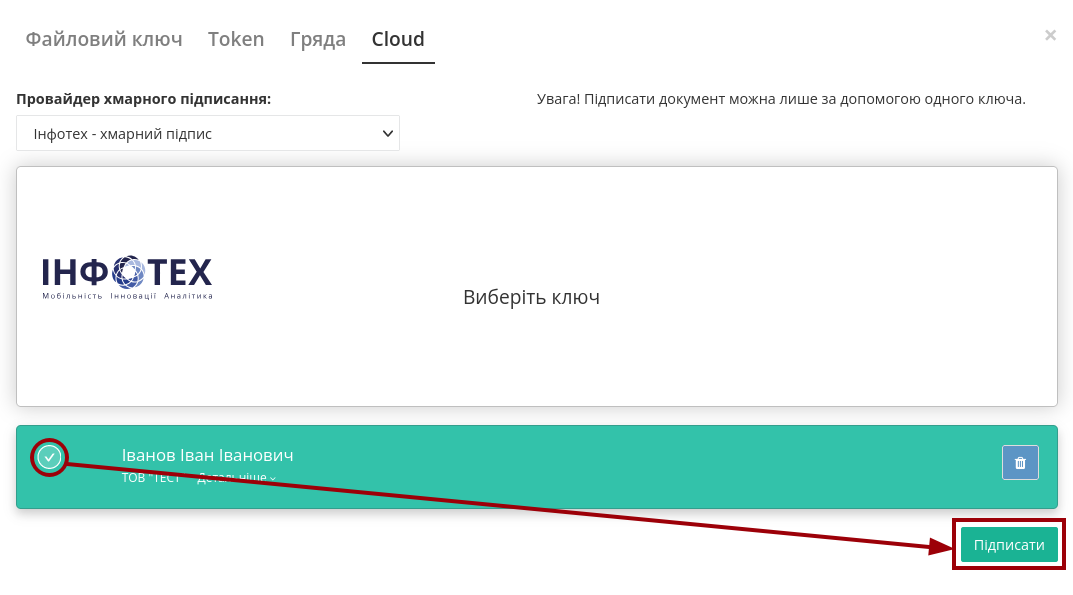 Файловий ключ Token Гряда Cloud ×
Провайдер хмарного підписання:
Увага! Підписати документ можна лише за допомогою одного ключа.
Інфотех - хмарний підпис
ІНФОТЕХ
Мобільність Інновації Аналітика
Виберіть ключ
Іванов Іван Іванович
ТОВ "ТЕСТ" Детальніше
Підписати